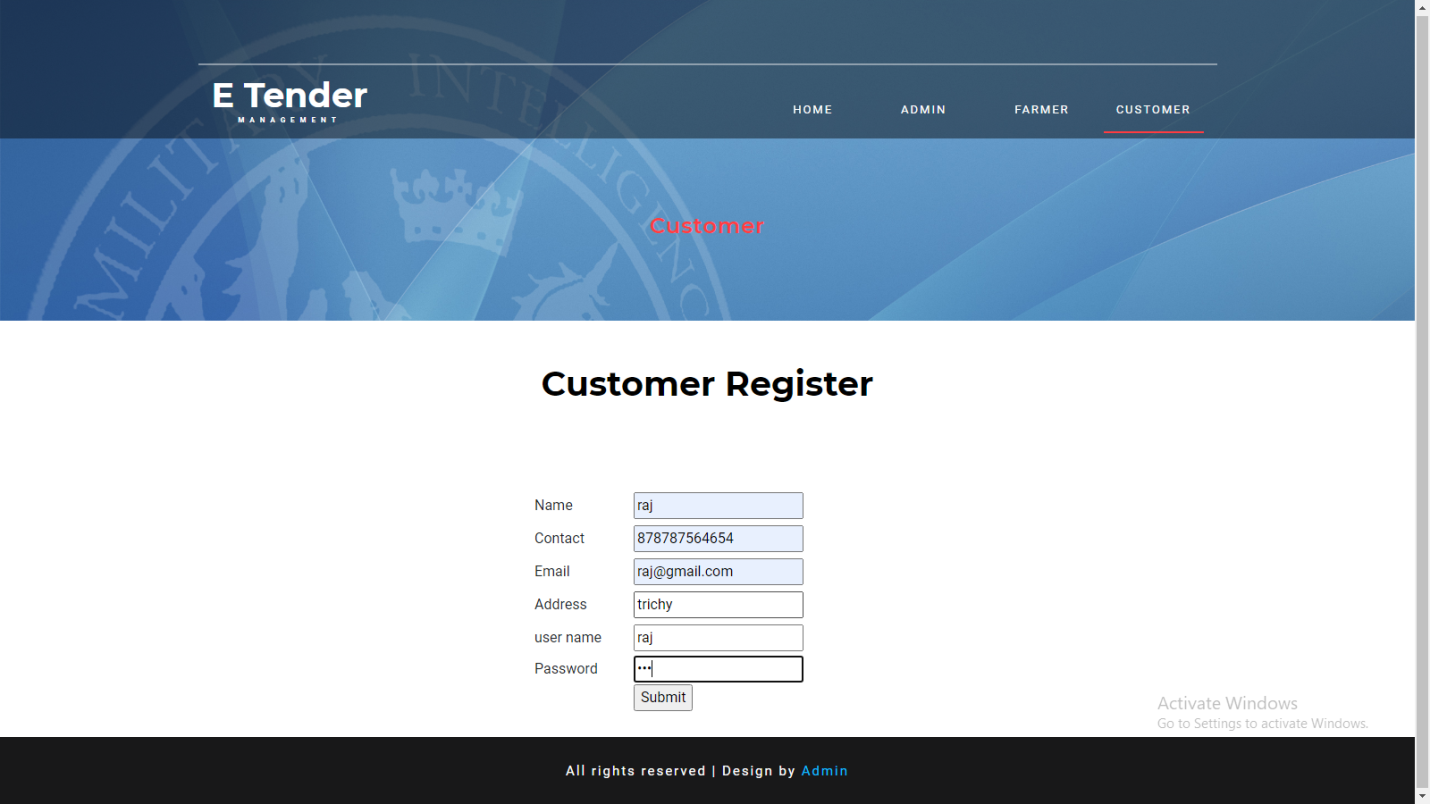 MILITARY INTELLIGENC
E Tender
MANAGEMENT
HOME ADMIN FARMER CUSTOMER
Customer
Customer Register
Name raj
Contact 878787564654
Email raj@gmail.com
Address trichy
user name raj
Password •••
Submit
Activate Windows
Go to Settings to activate Windows.
All rights reserved | Design by Admin